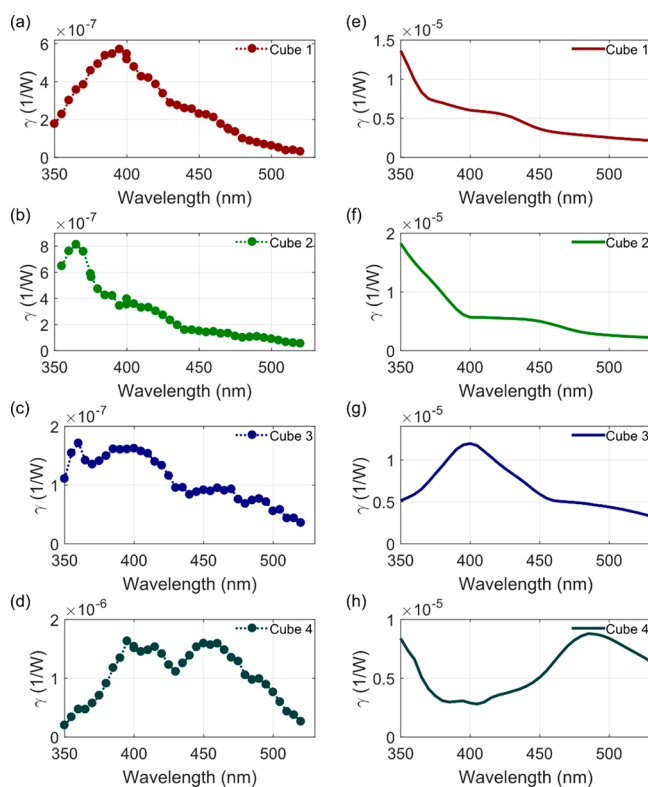 (a)
×10⁻⁷
6
4
2
0
γ (1/W)
Cube 1
350 400 450 500
Wavelength (nm)
(e)
×10⁻⁵
1.5
1
0.5
0
γ (1/W)
Cube 1
350 400 450 500
Wavelength (nm)
(b)
×10⁻⁷
8
6
4
2
0
γ (1/W)
Cube 2
350 400 450 500
Wavelength (nm)
(f)
×10⁻⁵
2
1
0
γ (1/W)
Cube 2
350 400 450 500
Wavelength (nm)
(c)
×10⁻⁷
2
1
0
γ (1/W)
Cube 3
350 400 450 500
Wavelength (nm)
(g)
×10⁻⁵
1
0.5
0
γ (1/W)
Cube 3
350 400 450 500
Wavelength (nm)
(d)
×10⁻⁶
2
1
0
γ (1/W)
Cube 4
350 400 450 500
Wavelength (nm)
(h)
×10⁻⁵
1
0.5
0
γ (1/W)
Cube 4
350 400 450 500
Wavelength (nm)